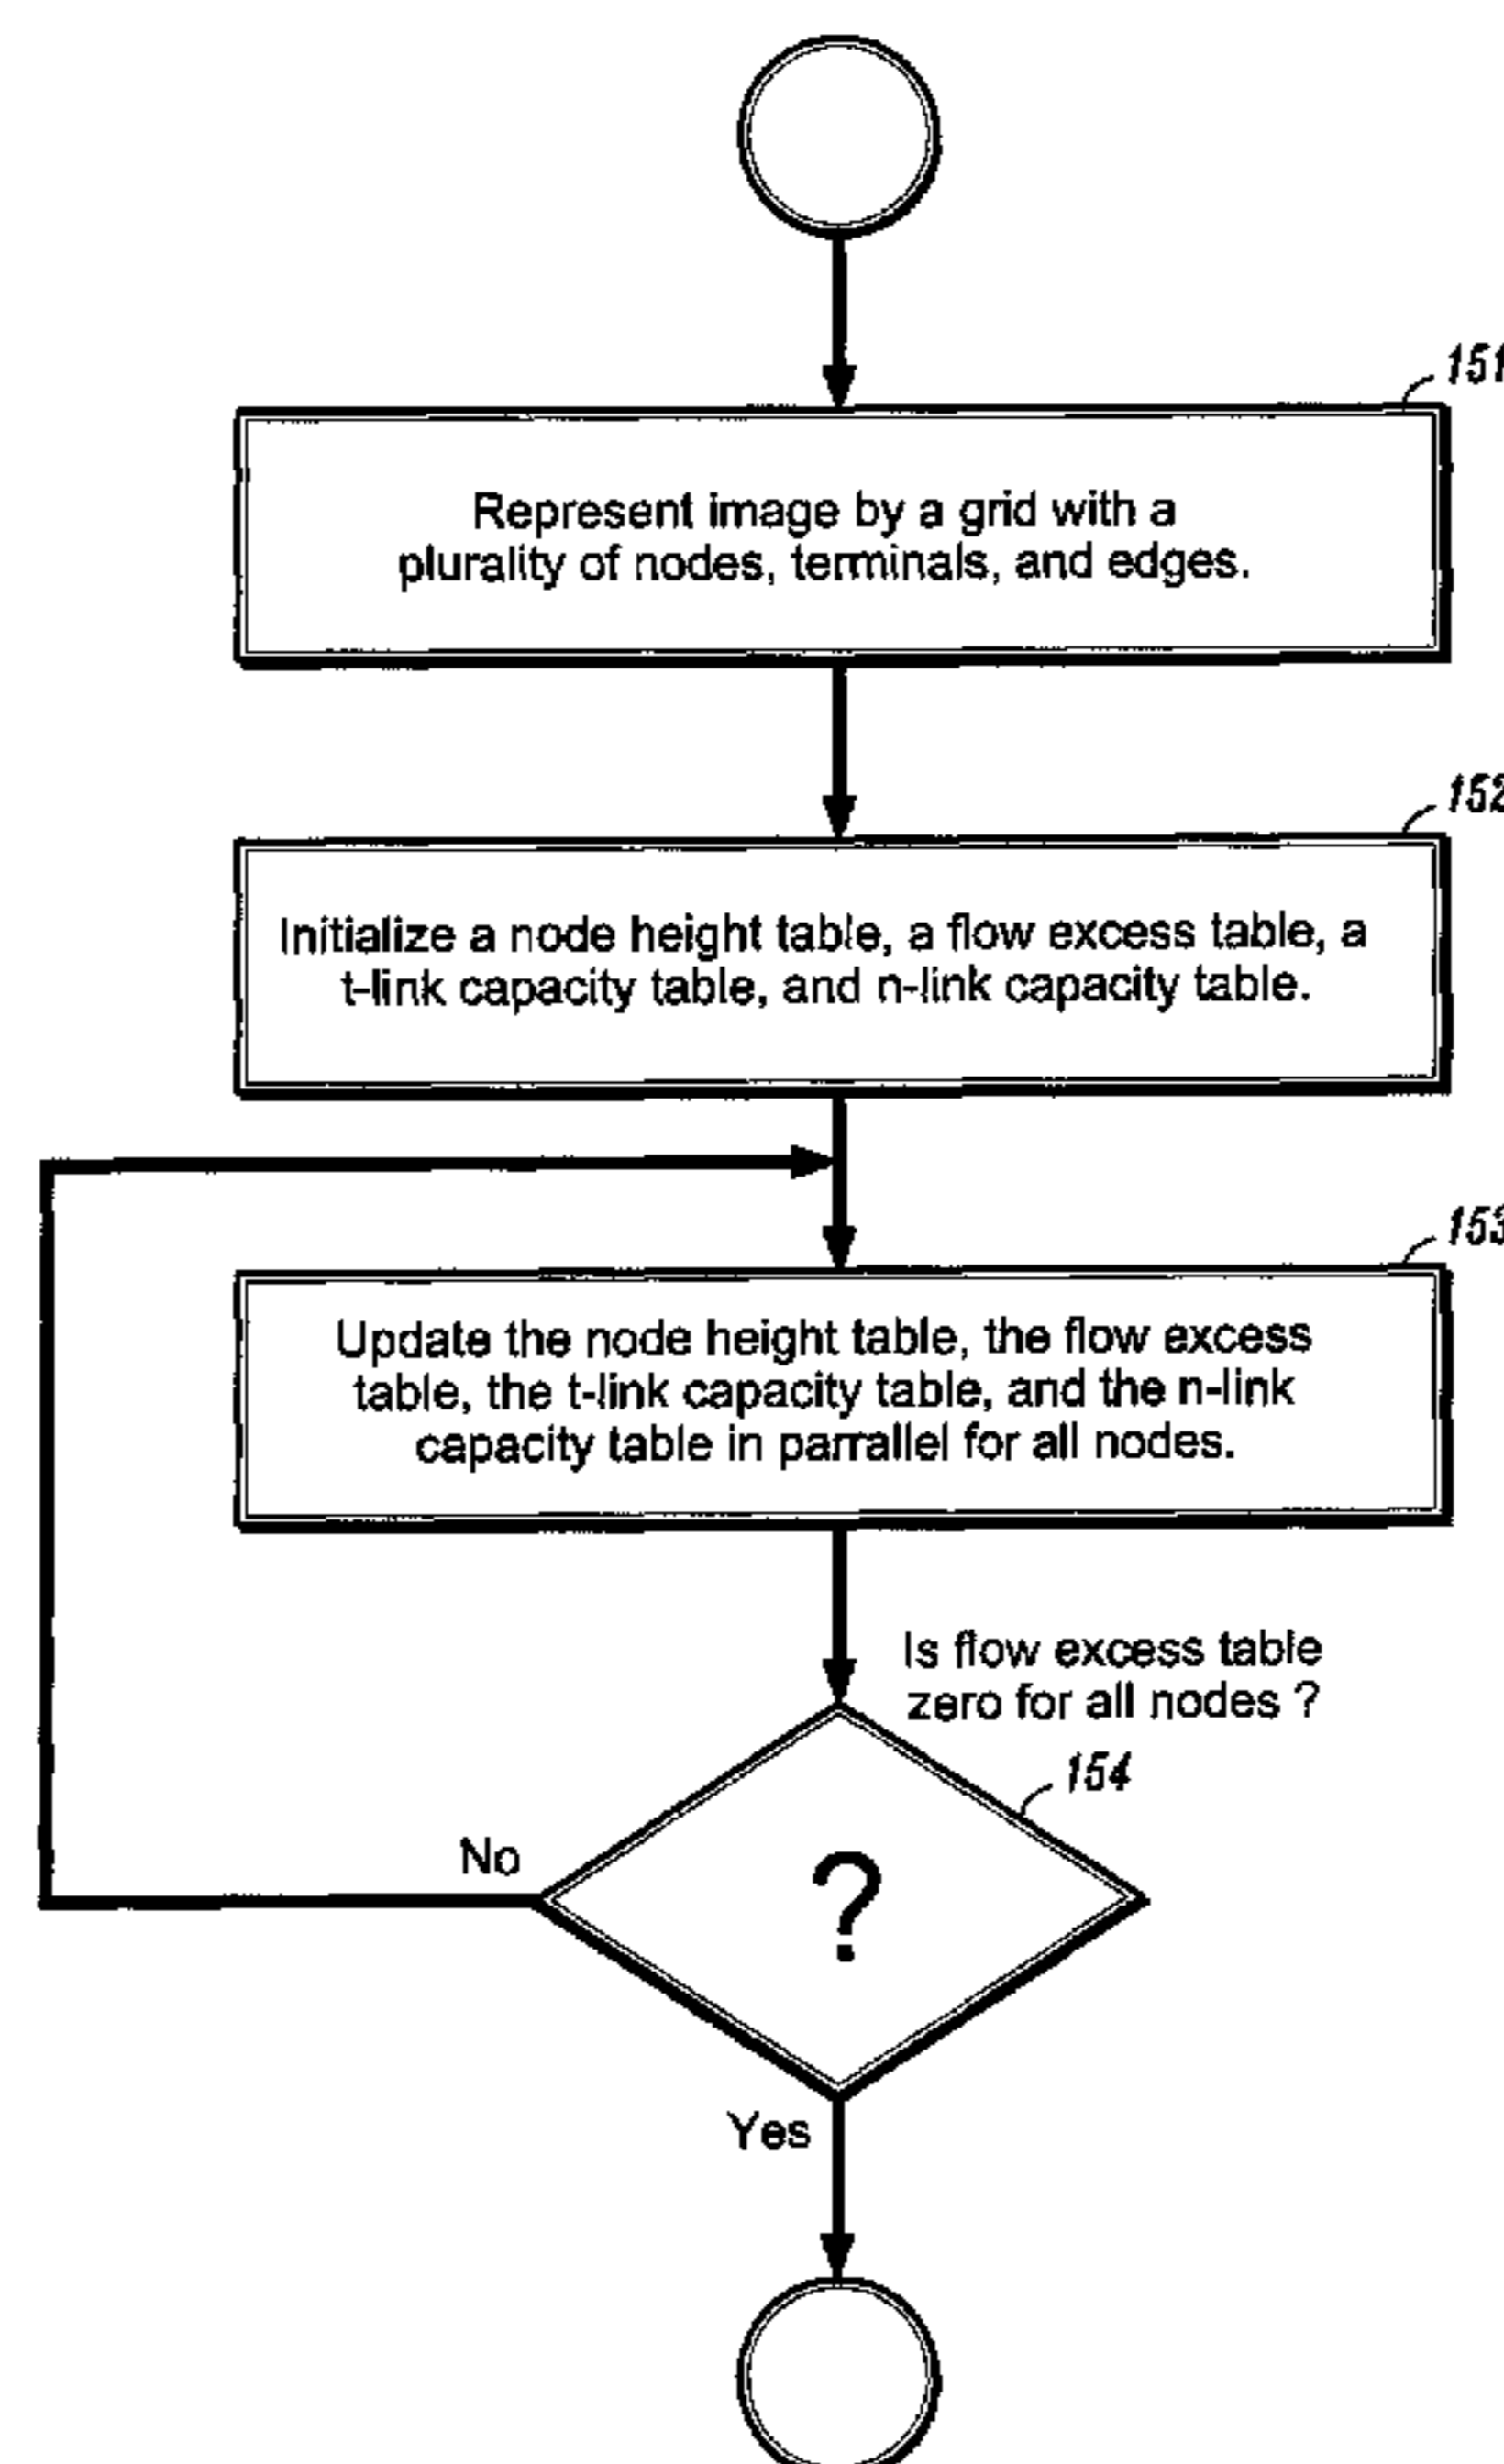 151
Represent image by a grid with a
plurality of nodes, terminals, and edges.
152
Initialize a node height table, a flow excess table, a
t-link capacity table, and n-link capacity table.
153
Update the node height table, the flow excess
table, the t-link capacity table, and the n-link
capacity table in parrallel for all nodes.
Is flow excess table
zero for all nodes ?
154
No
?
Yes